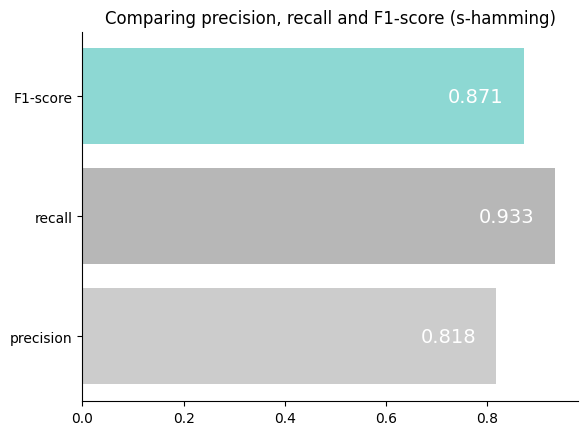 Comparing precision, recall and F1-score (s-hamming)
F1-score
0.871
recall
0.933
precision
0.818
0.0 0.2 0.4 0.6 0.8